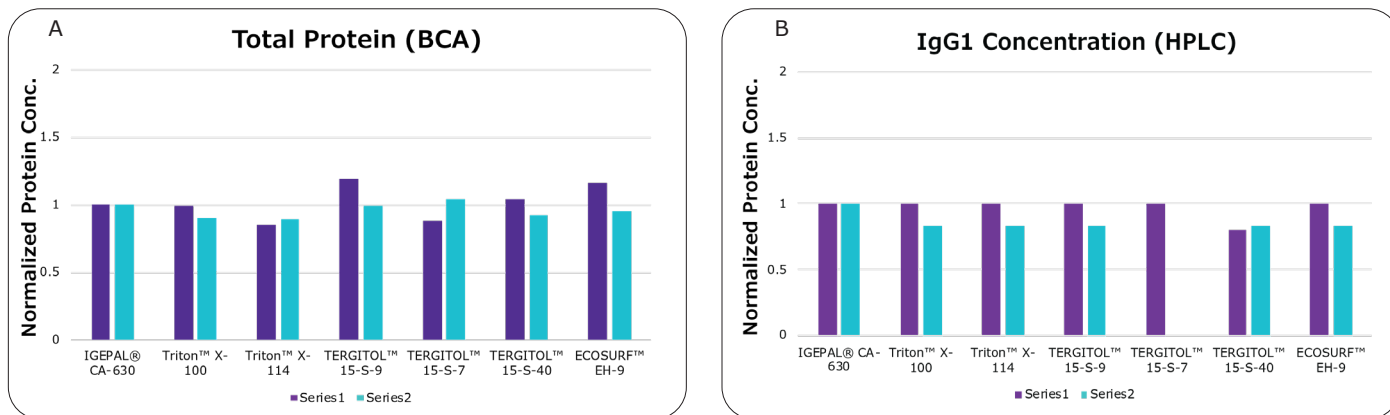 A
Total Protein (BCA)
Normalized Protein Conc.
2
1.5
1
0.5
0
IGEPAL® CA-630
Triton™ X-100
Triton™ X-114
TERGITOL™ 15-S-9
TERGITOL™ 15-S-7
TERGITOL™ 15-S-40
ECOSURF™ EH-9
Series1 Series2
B
IgG1 Concentration (HPLC)
Normalized Protein Conc.
2
1.5
1
0.5
0
IGEPAL® CA-630
Triton™ X-100
Triton™ X-114
TERGITOL™ 15-S-9
TERGITOL™ 15-S-7
TERGITOL™ 15-S-40
ECOSURF™ EH-9
Series1 Series2